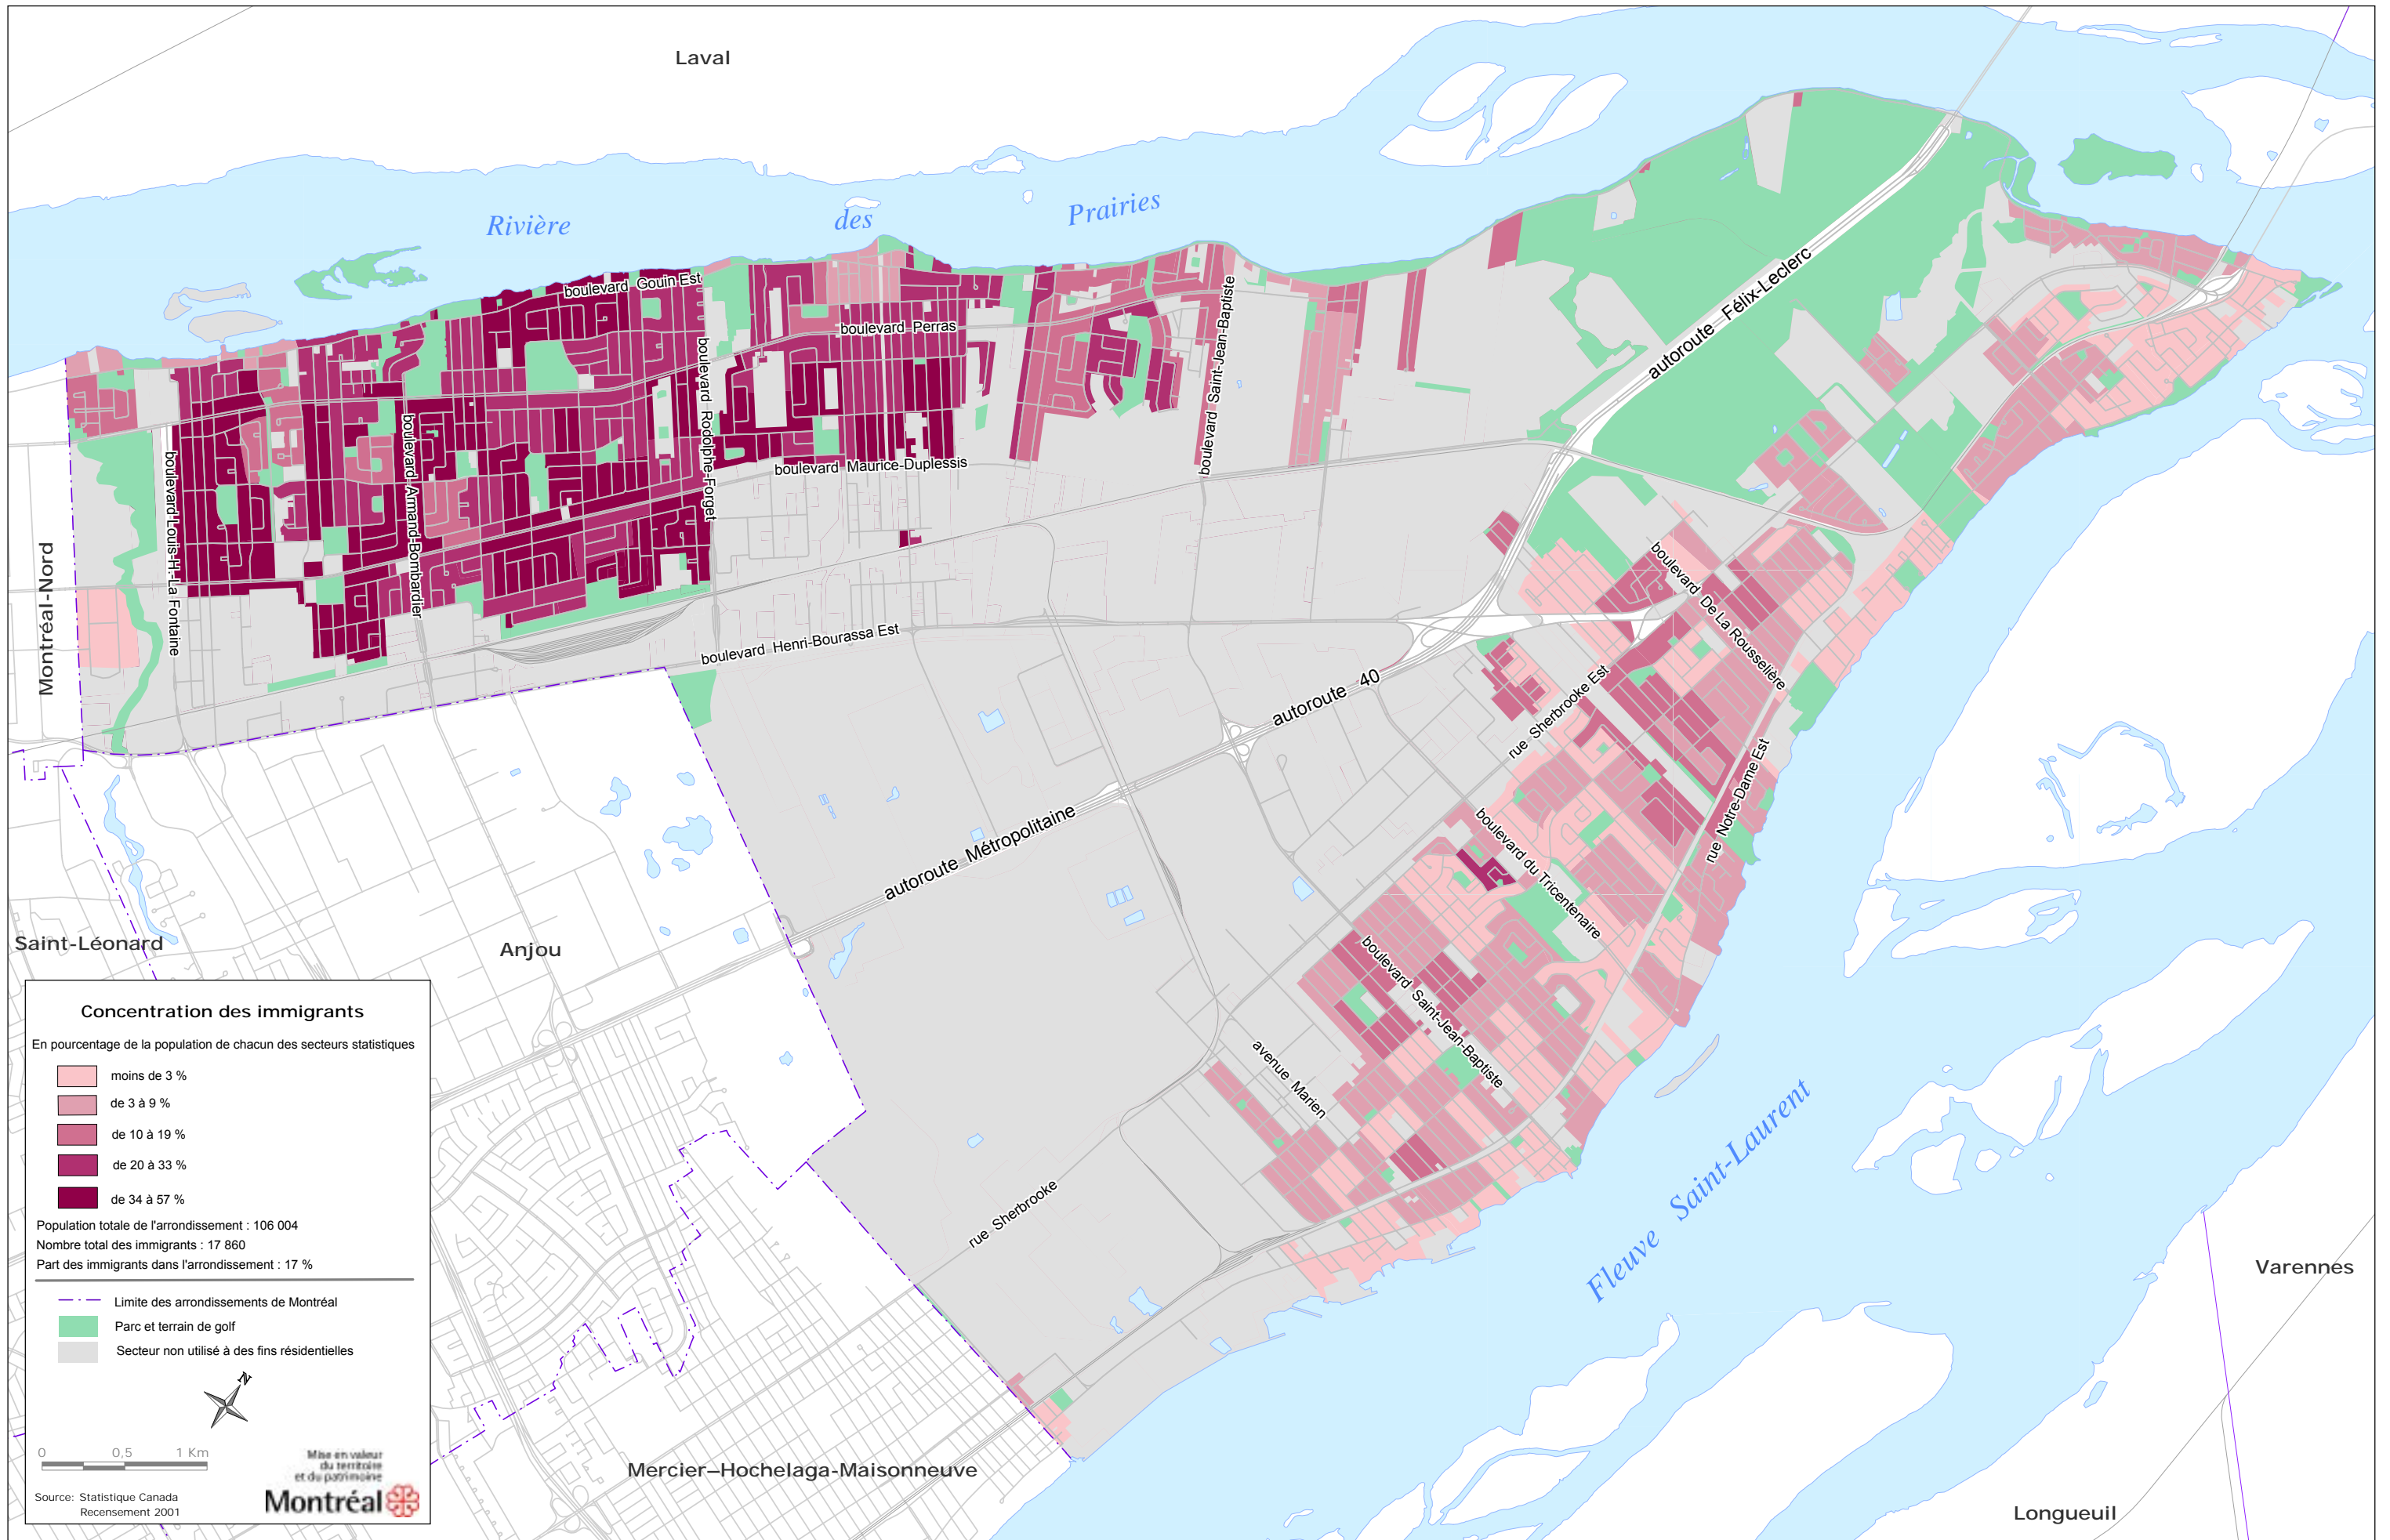 Laval
Rivière des Prairies
boulevard Gouin Est
boulevard Perras
boulevard Saint-Jean-Baptiste
boulevard Rodolphe-Forget
boulevard Maurice-Duplessis
boulevard Armand-Bombardier
boulevard Louis-H.-La Fontaine
Montréal-Nord
boulevard Henri-Bourassa Est
autoroute Félix-Leclerc
autoroute 40
autoroute Métropolitaine
boulevard De La Rousselière
rue Sherbrooke Est
rue Notre-Dame Est
boulevard du Tricentenaire
boulevard Saint-Jean-Baptiste
avenue Marien
rue Sherbrooke
Saint-Léonard
Anjou
Fleuve Saint-Laurent
Varennes
Mercier–Hochelaga-Maisonneuve
Longueuil
Concentration des immigrants
En pourcentage de la population de chacun des secteurs statistiques
moins de 3 %
de 3 à 9 %
de 10 à 19 %
de 20 à 33 %
de 34 à 57 %
Population totale de l'arrondissement : 106 004
Nombre total des immigrants : 17 860
Part des immigrants dans l'arrondissement : 17 %
Limite des arrondissements de Montréal
Parc et terrain de golf
Secteur non utilisé à des fins résidentielles
N
0 0,5 1 Km
Mise en valeur
du territoire
et du patrimoine
Montréal
Source: Statistique Canada
Recensement 2001